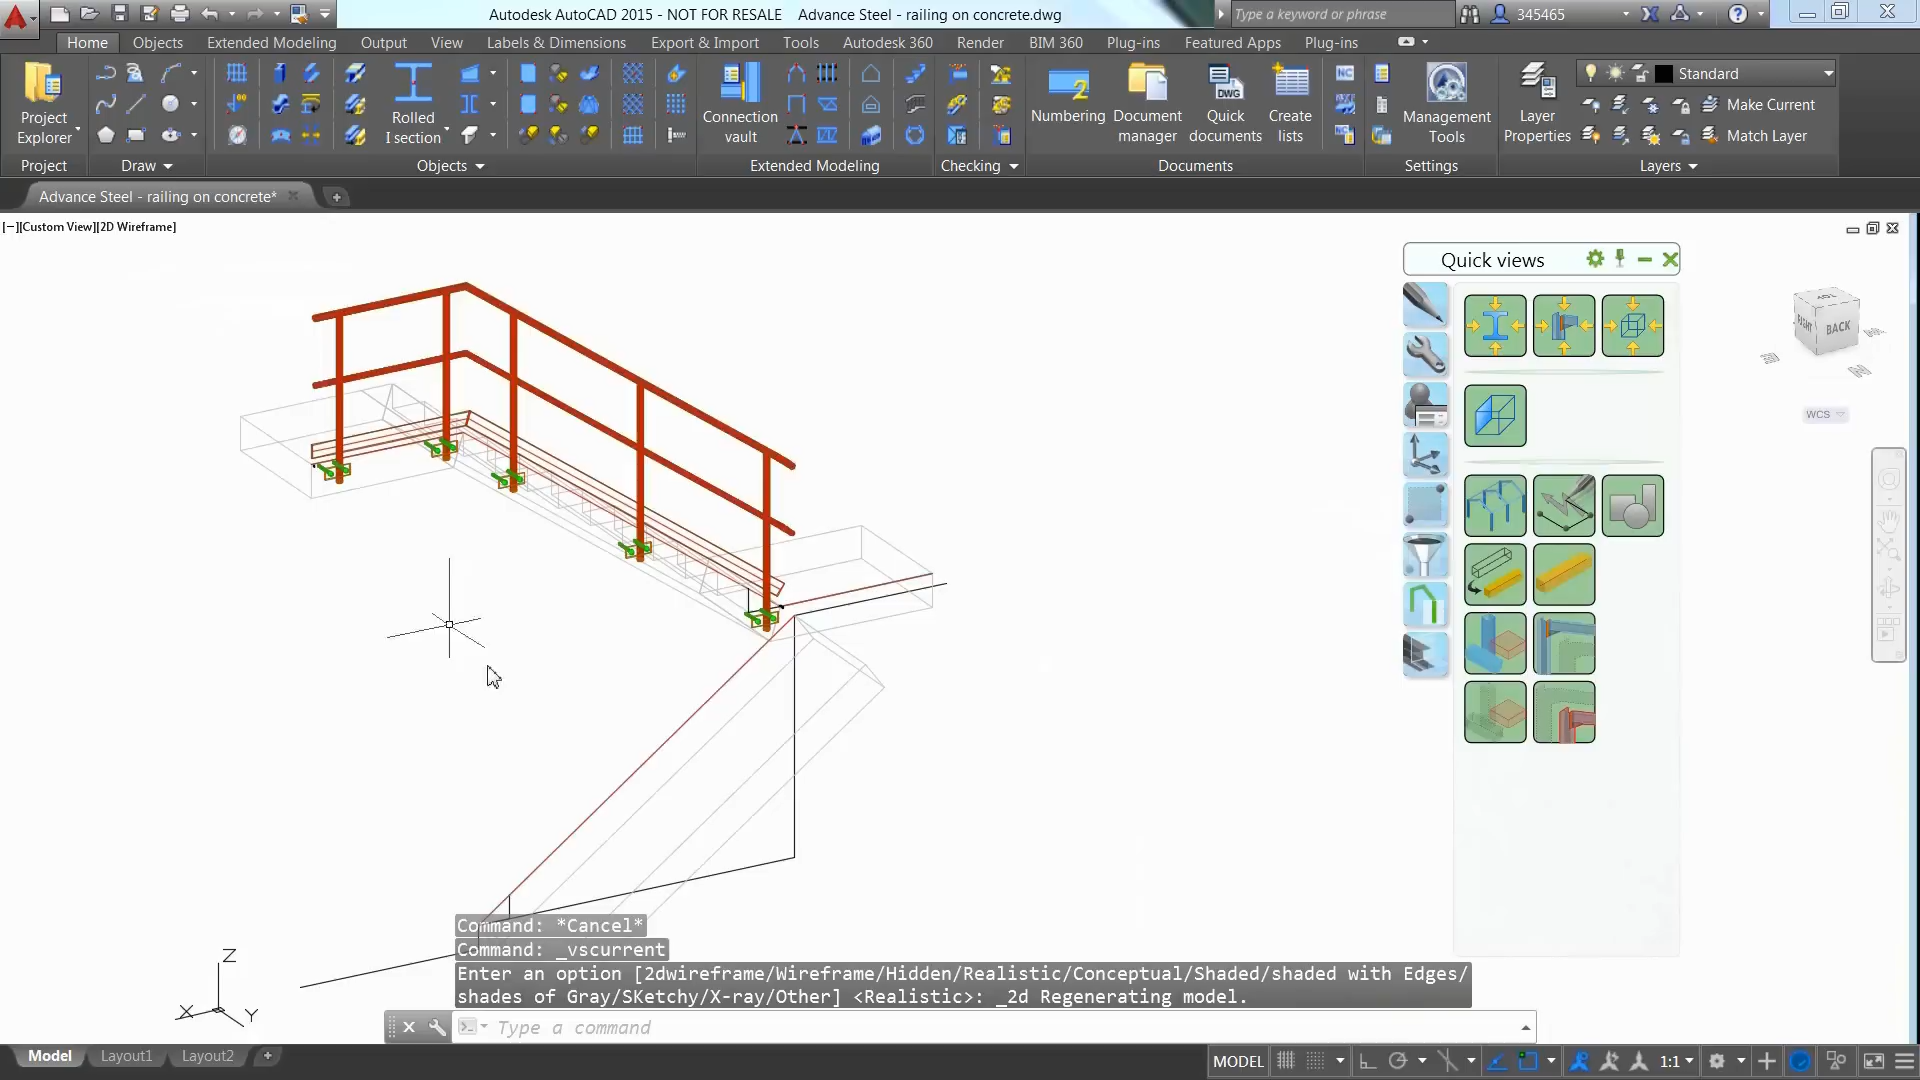 Autodesk AutoCAD 2015 - NOT FOR RESALE Advance Steel - railing on concrete.dwg
Type a keyword or phrase
345465
Home Objects Extended Modeling Output View Labels & Dimensions Export & Import Tools Autodesk 360 Render BIM 360 Plug-ins Featured Apps Plug-ins
Project
Explorer
Rolled
I section
Connection
vault
Numbering
Document
manager
Quick
documents
Create
lists
Management
Tools
Layer
Properties
Standard
Make Current
Match Layer
Project Draw Objects Extended Modeling Checking Documents Settings Layers
Advance Steel - railing on concrete*
[−][Custom View][2D Wireframe]
Quick views
TOP
RIGHT BACK
WCS
Z
X Y
Command: *Cancel*
Command: _vscurrent
Enter an option [2dwireframe/Wireframe/Hidden/Realistic/Conceptual/Shaded/shaded with Edges/
shades of Gray/SKetchy/X-ray/Other] <Realistic>: _2d Regenerating model.
Type a command
Model Layout1 Layout2
MODEL 1:1